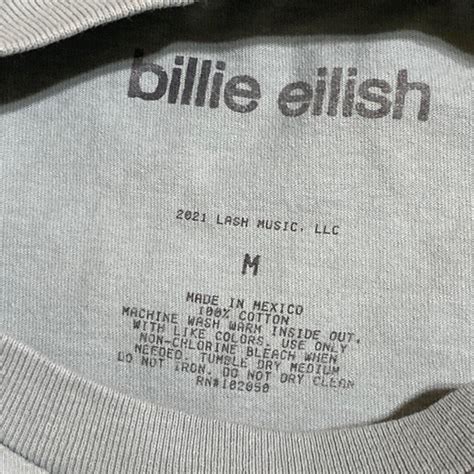 billie eilish
2021 LASH MUSIC, LLC
M
MADE IN MEXICO
100% COTTON
MACHINE WASH WARM INSIDE OUT,
WITH LIKE COLORS. USE ONLY
NON-CHLORINE BLEACH WHEN
NEEDED. TUMBLE DRY MEDIUM
DO NOT IRON. DO NOT DRY CLEAN
RN#102050